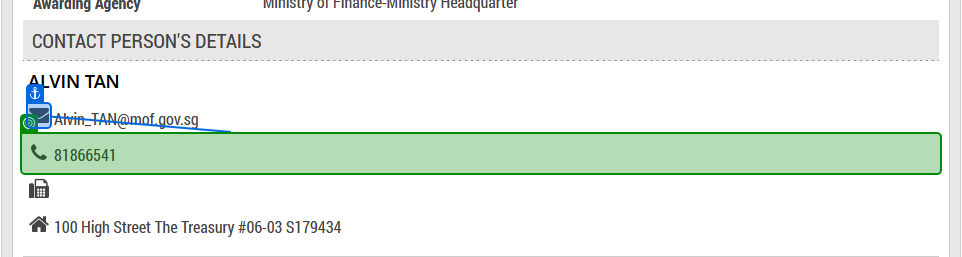 Awarding Agency Ministry of Finance-Ministry Headquarter
CONTACT PERSON'S DETAILS
ALVIN TAN
Alvin_TAN@mof.gov.sg
81866541
100 High Street The Treasury #06-03 S179434